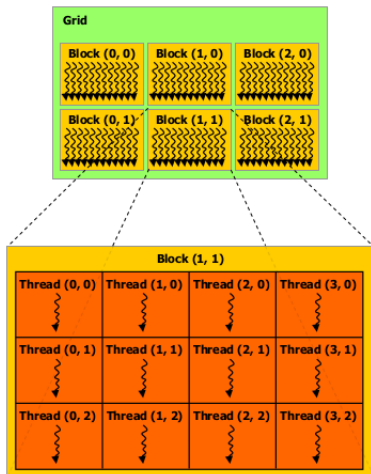 Grid
Block (0, 0) Block (1, 0) Block (2, 0)
Block (0, 1) Block (1, 1) Block (2, 1)
Block (1, 1)
Thread (0, 0) Thread (1, 0) Thread (2, 0) Thread (3, 0)
Thread (0, 1) Thread (1, 1) Thread (2, 1) Thread (3, 1)
Thread (0, 2) Thread (1, 2) Thread (2, 2) Thread (3, 2)